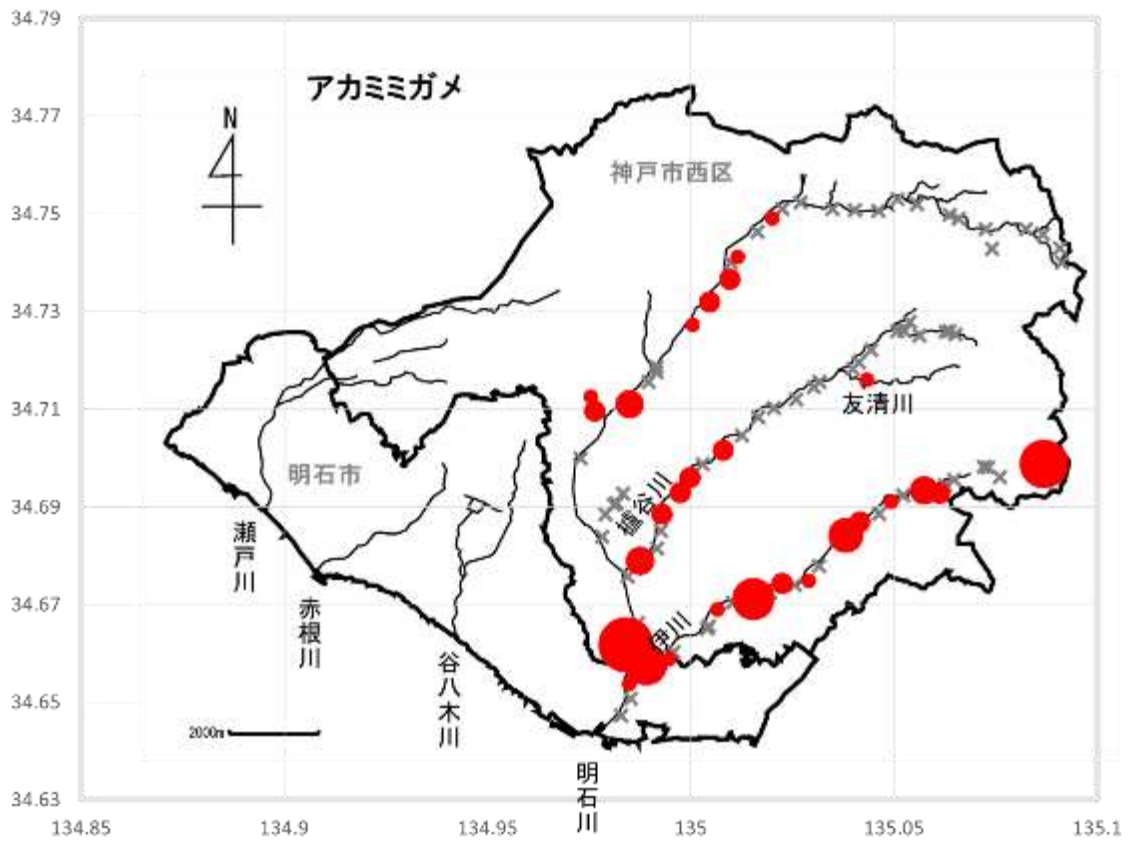 34.79
34.77
34.75
34.73
34.71
34.69
34.67
34.65
34.63
134.85
134.9
134.95
135
135.05
135.1
アカミミガメ
N
神戸市西区
明石市
友清川
櫨谷川
伊川
瀬戸川
赤根川
谷八木川
明石川
2000m